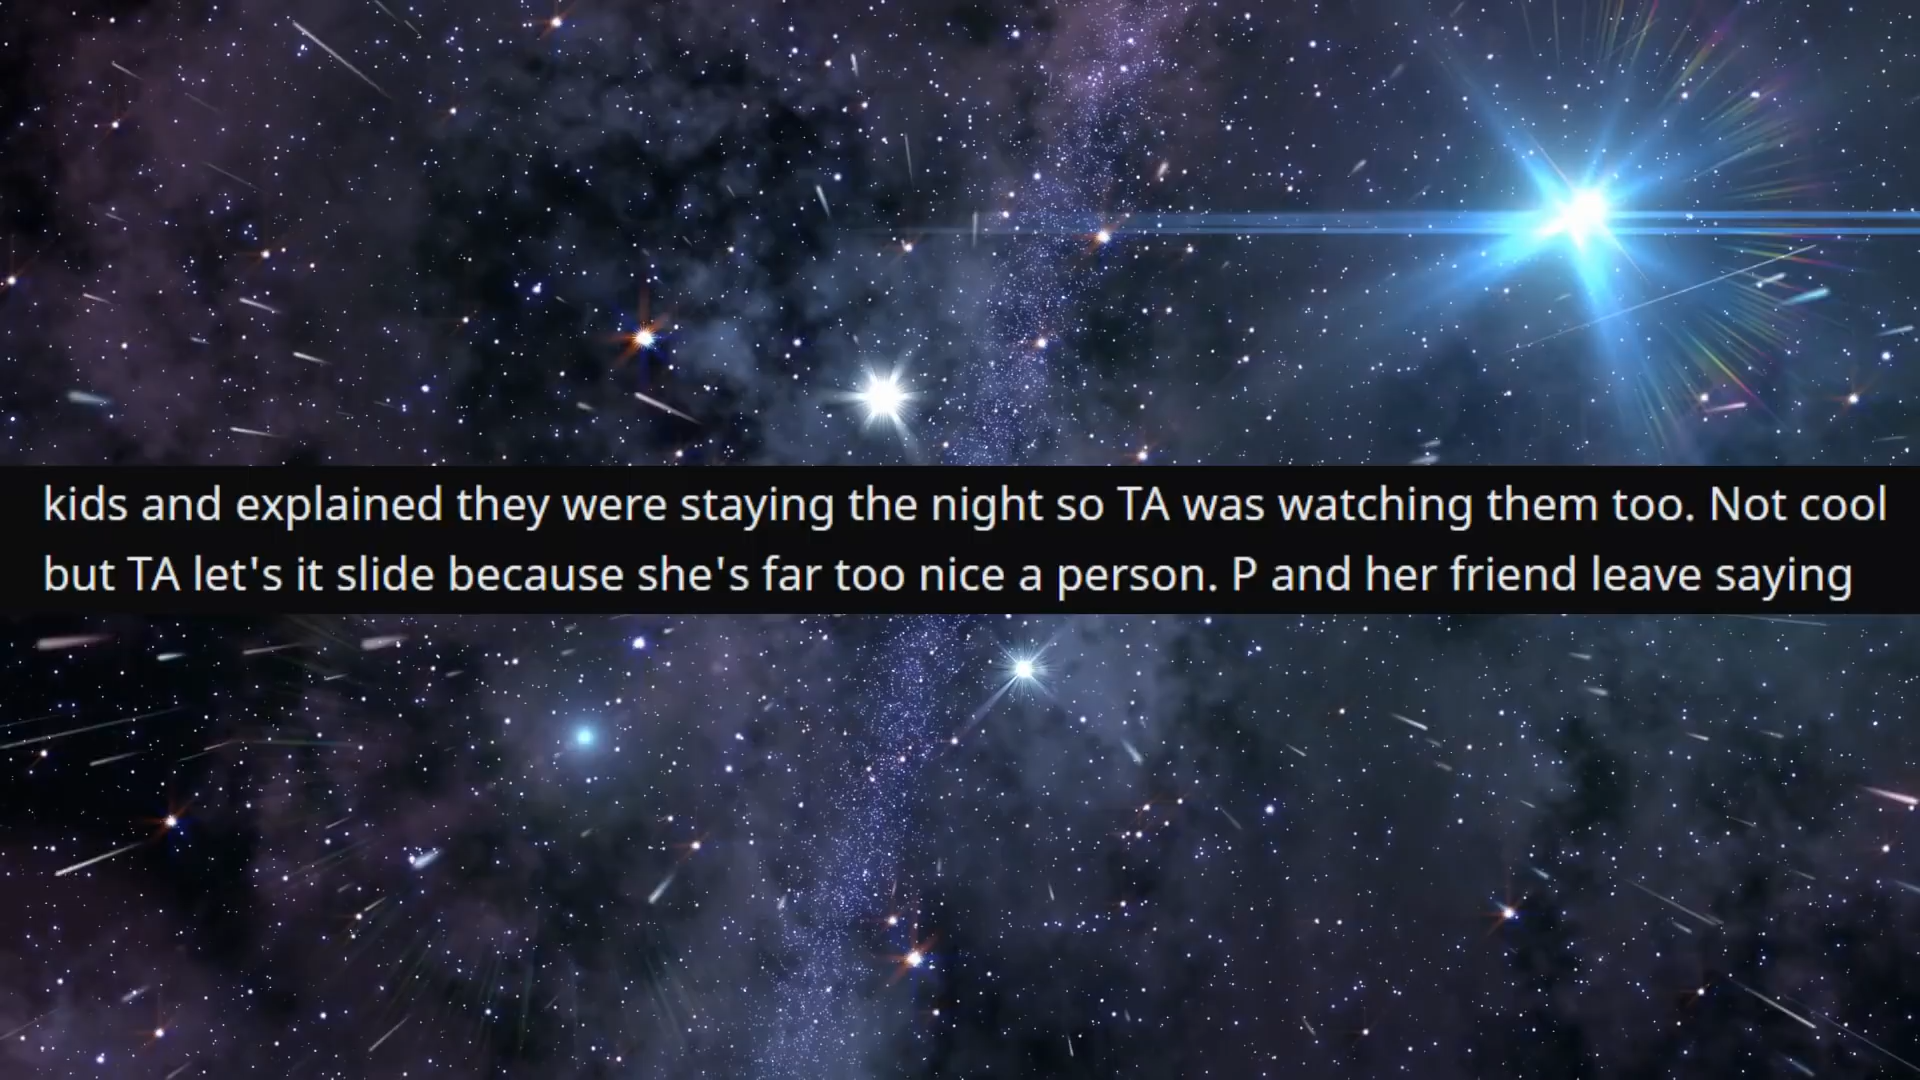 kids and explained they were staying the night so TA was watching them too. Not cool
but TA let's it slide because she's far too nice a person. P and her friend leave saying